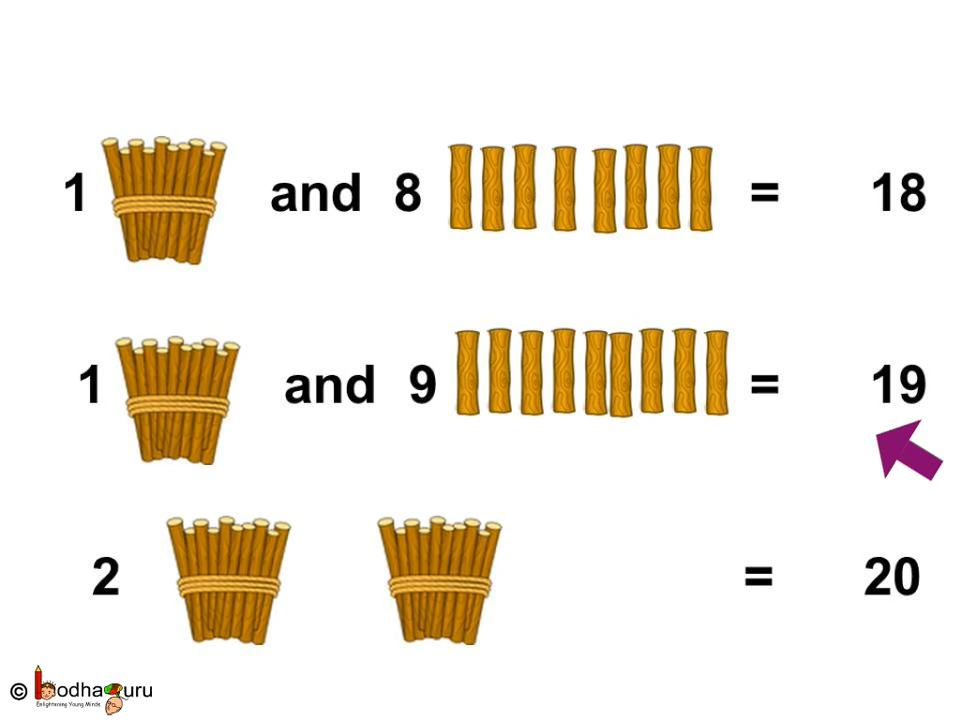 1 and 8 = 18
1 and 9 = 19
2 = 20
© bodhaguru
Enlightening Young Minds